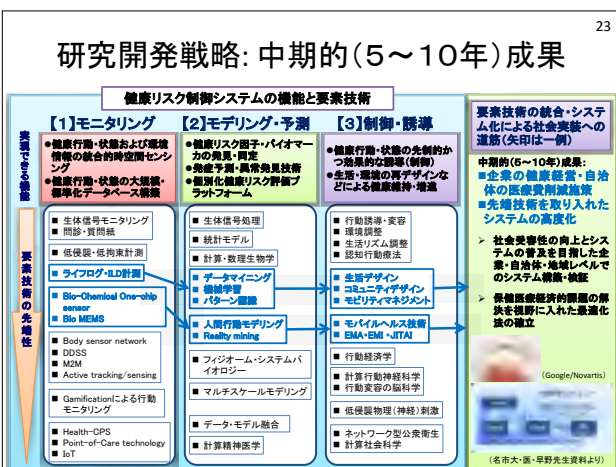 23
研究開発戦略: 中期的(5～10年)成果
健康リスク制御システムの機能と要素技術
実現できる機能
【1】モニタリング
●健康行動・状態および環境
情報の統合的時空間センシ
ング
●健康行動・状態の大規模・
標準化データベース構築
【2】モデリング・予測
●健康リスク因子・バイオマー
カの発見・同定
●発症予測・異常発見技術
●個別化健康リスク評価プ
ラットフォーム
【3】制御・誘導
●健康行動・状態の先制的か
つ効果的な誘導(制御)
●生活・環境の再デザインな
どによる健康維持・増進
要素技術の先端性
■ 生体信号モニタリング
■ 問診・質問紙
■ 低侵襲・低拘束計測
■ ライフログ・ILD計測
■ Bio-Chemical One-chip
sensor
■ Bio MEMS
■ Body sensor network
■ DDSS
■ M2M
■ Active tracking/sensing
■ Gamificationによる行動
モニタリング
■ Health-CPS
■ Point-of-Care technology
■ IoT
■ 生体信号処理
■ 統計モデル
■ 計算・数理生物学
■ データマイニング
■ 機械学習
■ パターン認識
■ 人間行動モデリング
■ Reality mining
■ フィジオーム・システムバ
イオロジー
■ マルチスケールモデリング
■ データ・モデル融合
■ 計算精神医学
■ 行動誘導・変容
■ 環境調整
■ 生活リズム調整
■ 認知行動療法
■ 生活デザイン
■ コミュニティデザイン
■ モビリティマネジメント
■ モバイルヘルス技術
■ EMA・EMI・JITAI
■ 行動経済学
■ 計算行動神経科学
■ 行動変容の脳科学
■ 低侵襲物理(神経)刺激
■ ネットワーク型公衆衛生
■ 計算社会科学
要素技術の統合・システ
ム化による社会実装への
道筋(矢印は一例)
中期的(5～10年)成果:
■企業の健康経営・自治
体の医療費削減施策
■先端技術を取り入れた
システムの高度化
➢ 社会受容性の向上とシス
テムの普及を目指した企
業・自治体・地域レベルで
のシステム構築・検証
➢ 保健医療経済的課題の解
決を視野に入れた最適化
法の確立
(Google/Novartis)
(名市大・医・早野先生資料より)